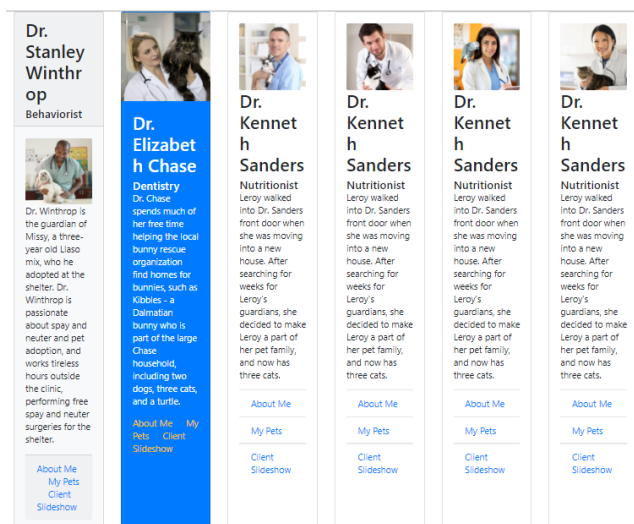 Dr.
Stanley
Winthr
op
Behaviorist
Dr. Winthrop is
the guardian of
Missy, a three-
year old Llaso
mix, who he
adopted at the
shelter. Dr.
Winthrop is
passionate
about spay and
neuter and pet
adoption, and
works tireless
hours outside
the clinic,
performing free
spay and neuter
surgeries for the
shelter.
About Me
My Pets
Client
Slideshow
Dr.
Elizabet
h Chase
Dentistry
Dr. Chase
spends much of
her free time
helping the local
bunny rescue
organization
find homes for
bunnies, such as
Kibbles - a
Dalmatian
bunny who is
part of the large
Chase
household,
including two
dogs, three cats,
and a turtle.
About Me My
Pets Client
Slideshow
Dr.
Kennet
h
Sanders
Nutritionist
Leroy walked
into Dr. Sanders
front door when
she was moving
into a new
house. After
searching for
weeks for
Leroy's
guardians, she
decided to make
Leroy a part of
her pet family,
and now has
three cats.
About Me
My Pets
Client
Slideshow
Dr.
Kennet
h
Sanders
Nutritionist
Leroy walked
into Dr. Sanders
front door when
she was moving
into a new
house. After
searching for
weeks for
Leroy's
guardians, she
decided to make
Leroy a part of
her pet family,
and now has
three cats.
About Me
My Pets
Client
Slideshow
Dr.
Kennet
h
Sanders
Nutritionist
Leroy walked
into Dr. Sanders
front door when
she was moving
into a new
house. After
searching for
weeks for
Leroy's
guardians, she
decided to make
Leroy a part of
her pet family,
and now has
three cats.
About Me
My Pets
Client
Slideshow
Dr.
Kennet
h
Sanders
Nutritionist
Leroy walked
into Dr. Sanders
front door when
she was moving
into a new
house. After
searching for
weeks for
Leroy's
guardians, she
decided to make
Leroy a part of
her pet family,
and now has
three cats.
About Me
My Pets
Client
Slideshow